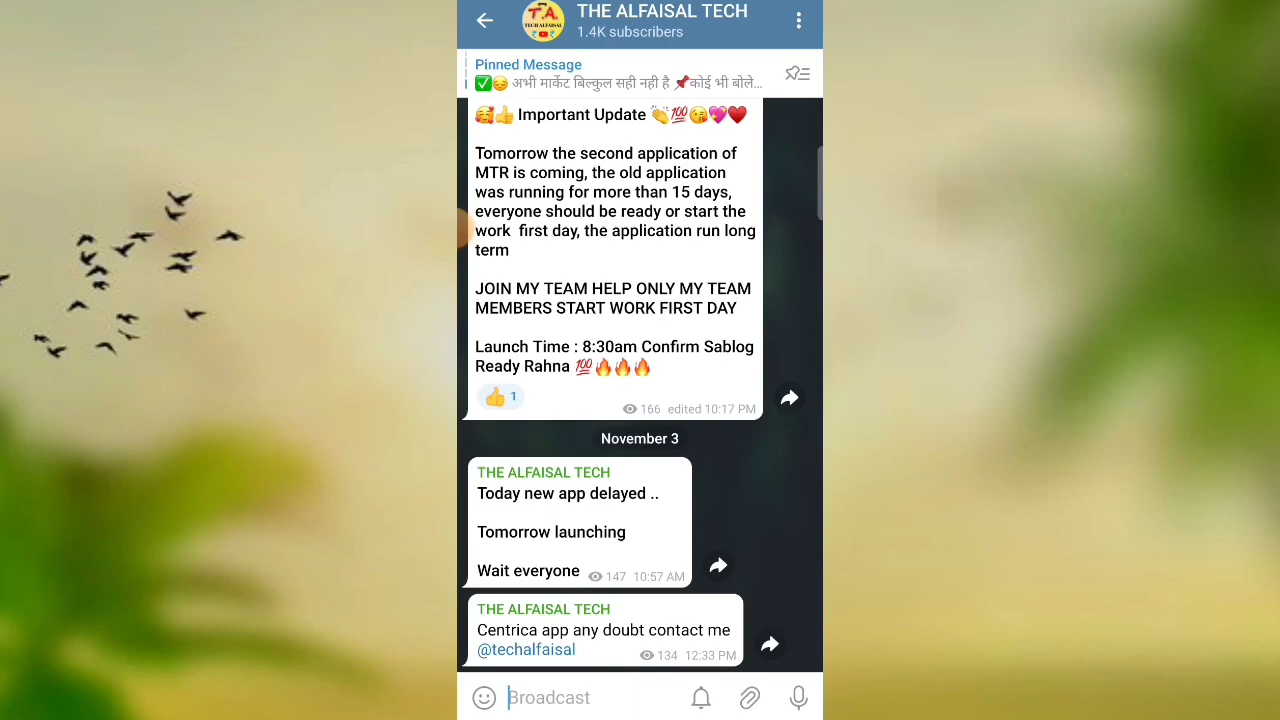 T.A.
TECH ALFAISAL
THE ALFAISAL TECH
1.4K subscribers
Pinned Message
✅😔 अभी मार्केट बिल्कुल सही नही है 📌कोई भी बोले...
🥰👍 Important Update 👏💯😘💖♥️
Tomorrow the second application of
MTR is coming, the old application
was running for more than 15 days,
everyone should be ready or start the
work first day, the application run long
term
JOIN MY TEAM HELP ONLY MY TEAM
MEMBERS START WORK FIRST DAY
Launch Time : 8:30am Confirm Sablog
Ready Rahna 💯🔥🔥🔥
👍 1
166 edited 10:17 PM
November 3
THE ALFAISAL TECH
Today new app delayed ..
Tomorrow launching
Wait everyone
147 10:57 AM
THE ALFAISAL TECH
Centrica app any doubt contact me
@techalfaisal
134 12:33 PM
Broadcast